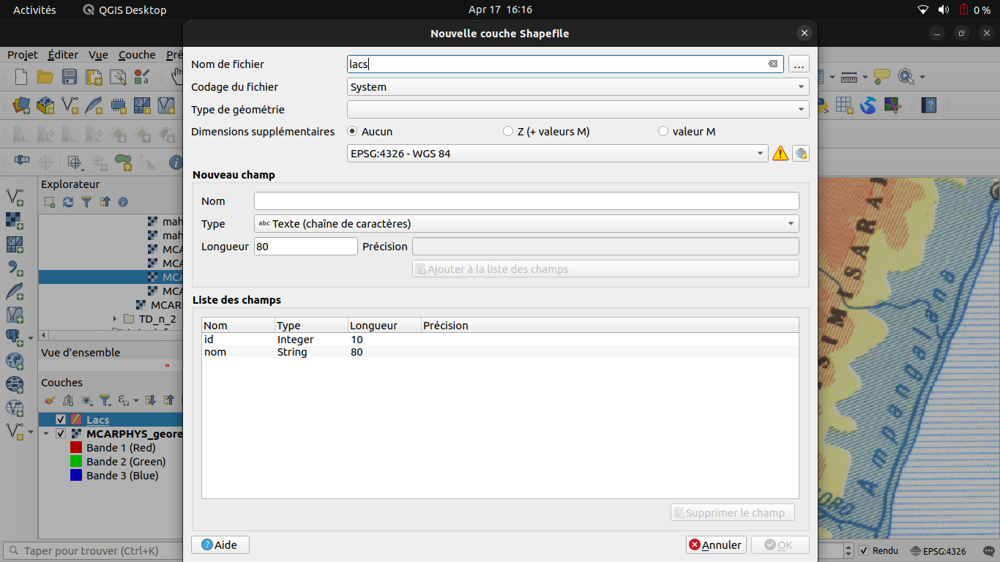 Activités QGIS Desktop Apr 17 16:16 0 %
Nouvelle couche Shapefile
Projet Éditer Vue Couche Pré
Nom de fichier lacs ...
Codage du fichier System
Type de géométrie
Dimensions supplémentaires Aucun Z (+ valeurs M) valeur M
EPSG:4326 - WGS 84
Nouveau champ
Nom
Type abc Texte (chaîne de caractères)
Longueur 80 Précision
Ajouter à la liste des champs
Liste des champs
Nom Type Longueur Précision
id Integer 10
nom String 80
Supprimer le champ
Aide Annuler OK
Explorateur
mah
mah
MCA
MCA
MCA
MCA
MCAR
TD_n_2
Vue d'ensemble
Couches
Lacs
MCARPHYS_geore
Bande 1 (Red)
Bande 2 (Green)
Bande 3 (Blue)
SIMISARA
Ampangalana
ORO
Taper pour trouver (Ctrl+K) Rendu EPSG:4326